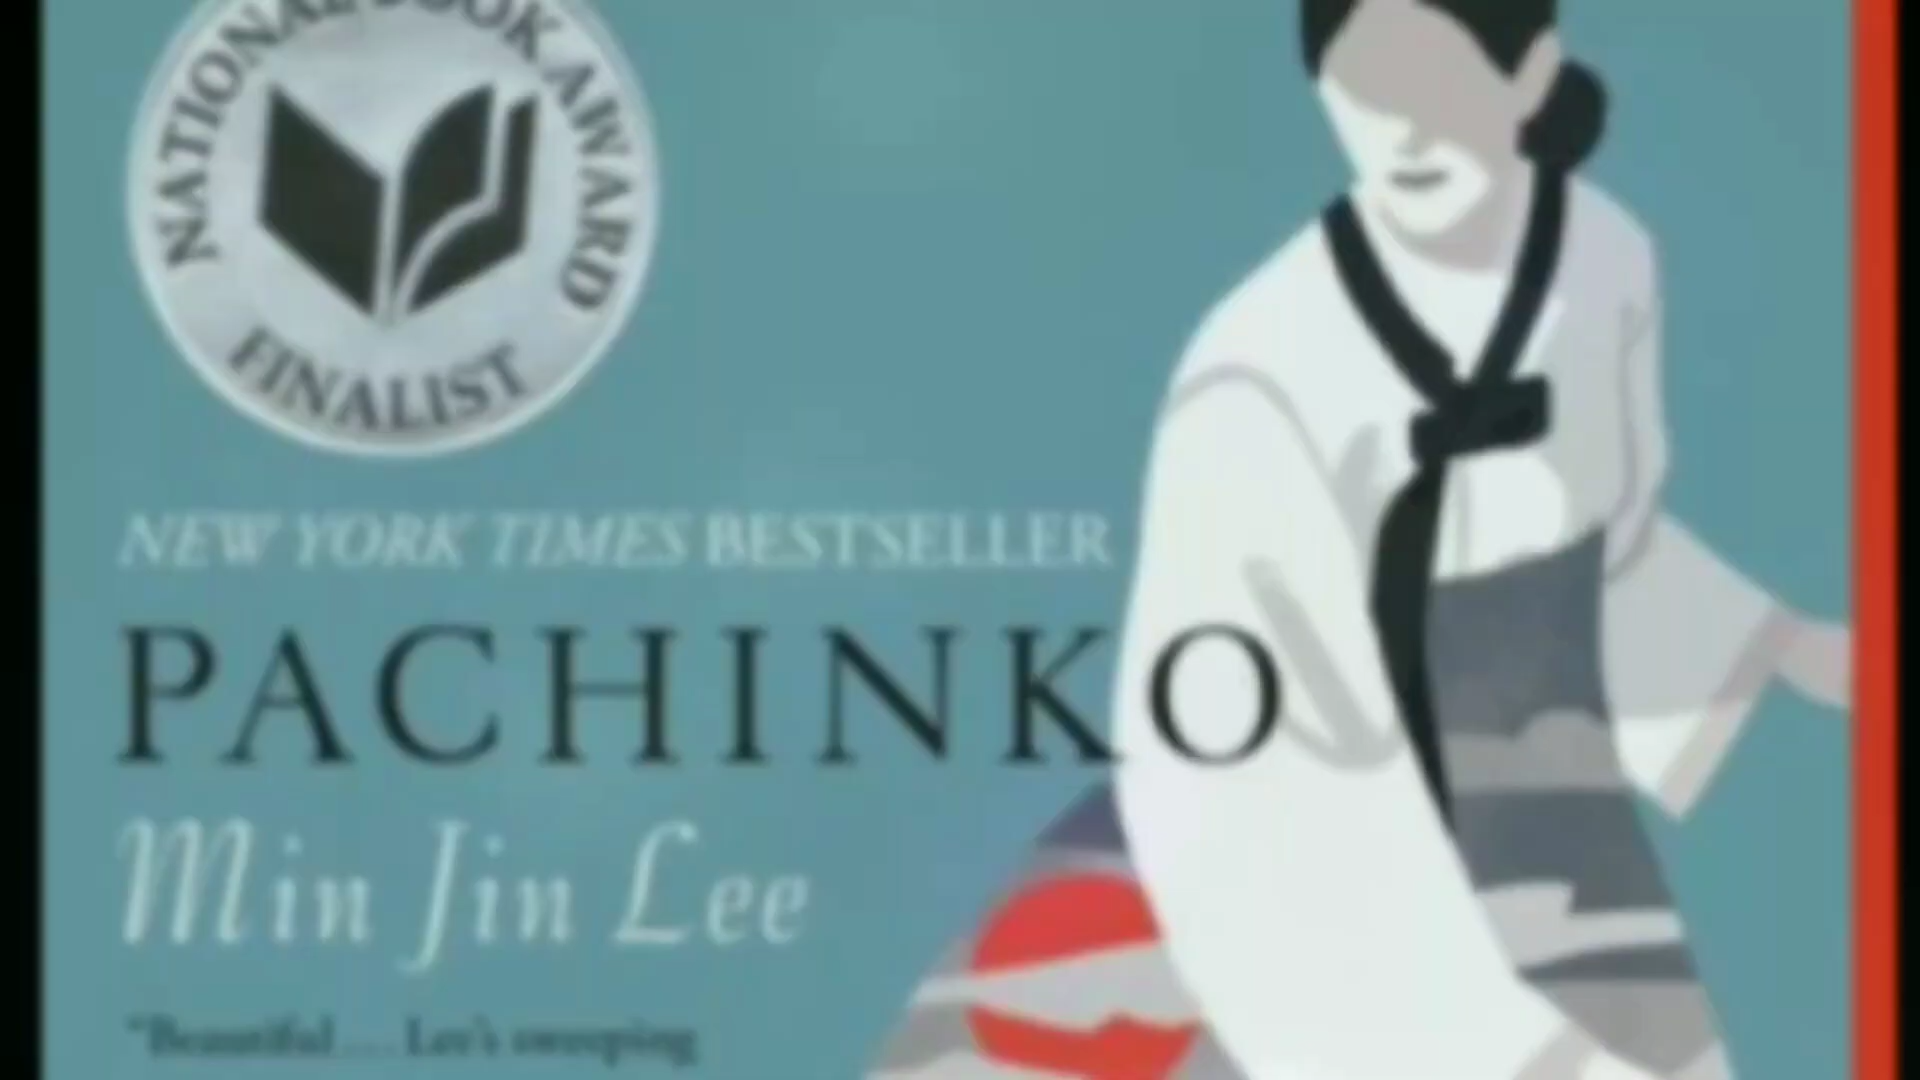 NATIONAL BOOK AWARD
FINALIST
NEW YORK TIMES BESTSELLER
PACHINKO
Min Jin Lee
"Beautiful.... Lee's sweeping